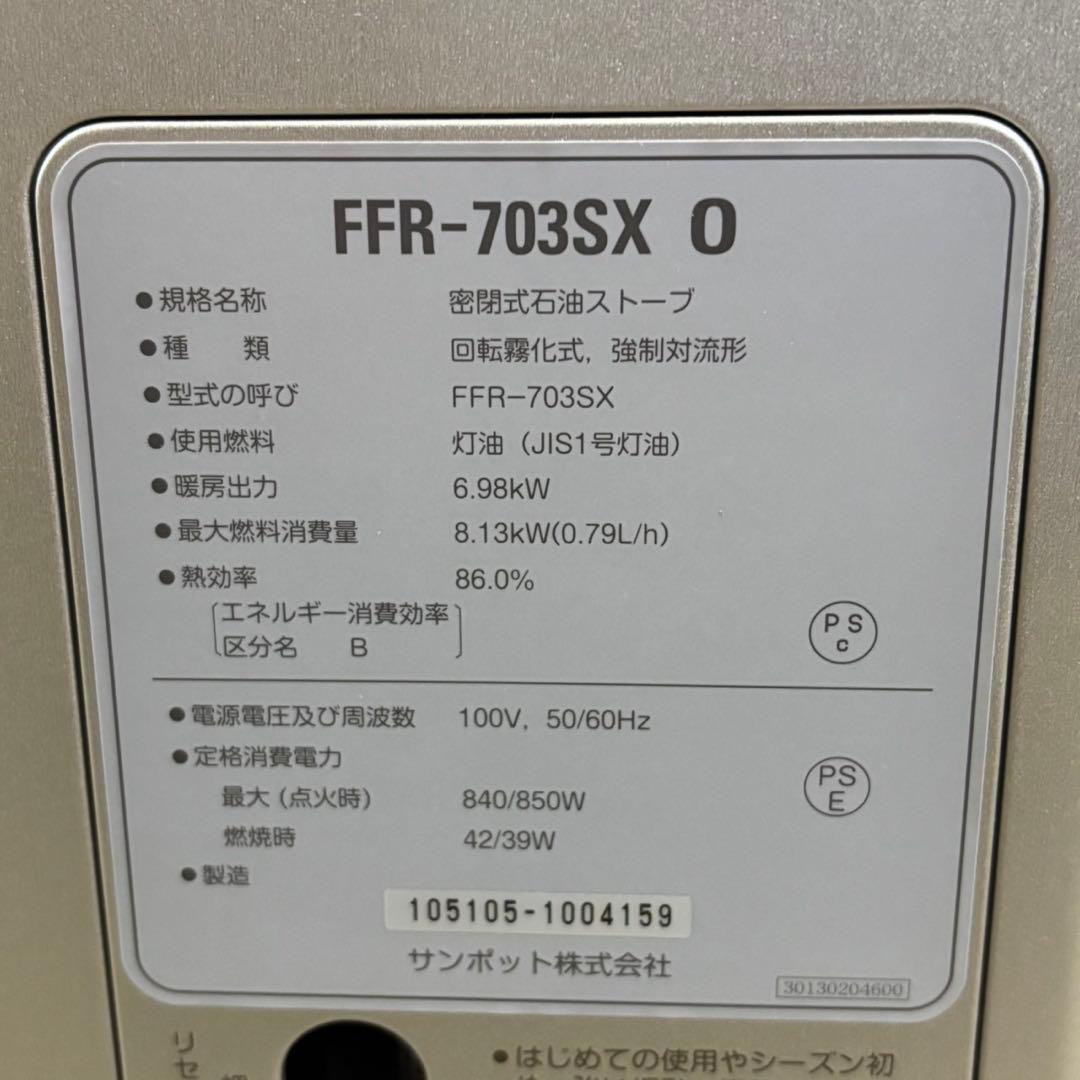 FFR-703SX O
●規格名称 密閉式石油ストーブ
●種 類 回転霧化式，強制対流形
●型式の呼び FFR-703SX
●使用燃料 灯油（JIS1号灯油）
●暖房出力 6.98kW
●最大燃料消費量 8.13kW(0.79L/h)
●熱効率 86.0%
エネルギー消費効率
区分名 B
PS
C
●電源電圧及び周波数 100V，50/60Hz
●定格消費電力
最大（点火時） 840/850W
燃焼時 42/39W
PS
E
●製造
105105-1004159
サンポット株式会社
30130204600
リセ
●はじめての使用やシーズン初